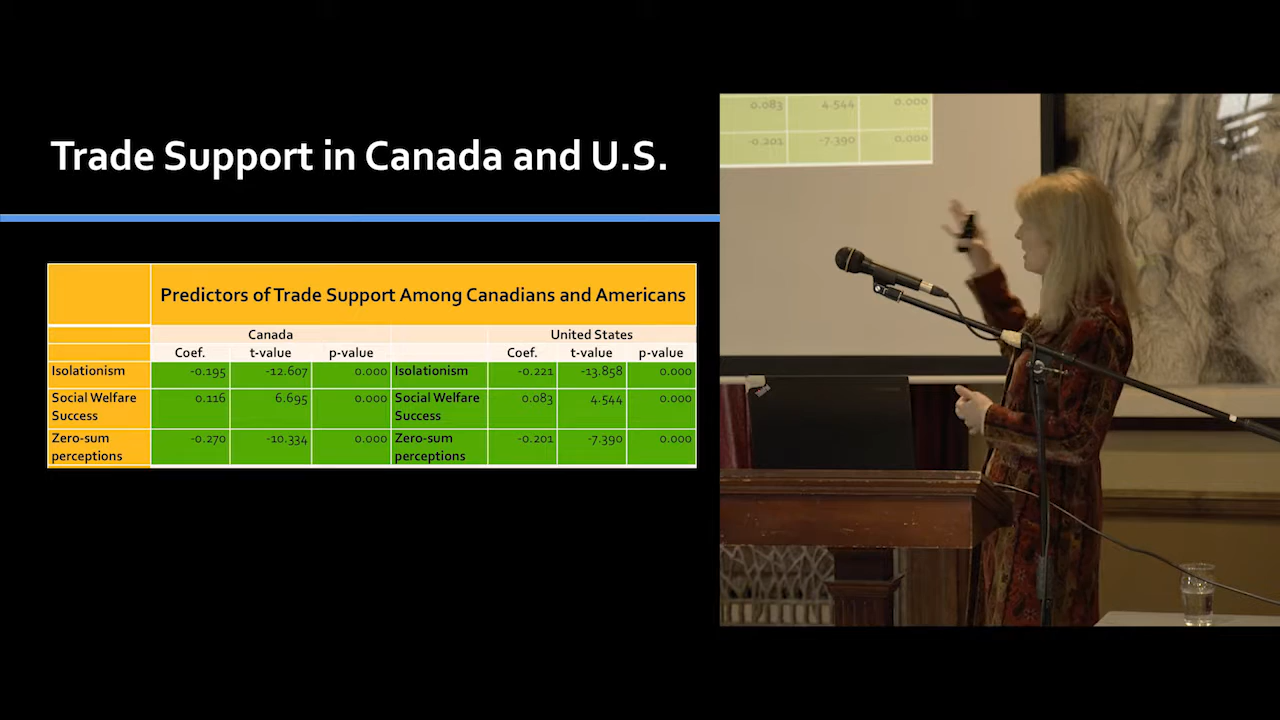 Trade Support in Canada and U.S.
Predictors of Trade Support Among Canadians and Americans
Canada United States
Coef. t-value p-value Coef. t-value p-value
Isolationism -0.195 -12.607 0.000 Isolationism -0.221 -13.858 0.000
Social Welfare Success 0.116 6.695 0.000 Social Welfare Success 0.083 4.544 0.000
Zero-sum perceptions -0.270 -10.334 0.000 Zero-sum perceptions -0.201 -7.390 0.000
0.083 4.544 0.000
-0.201 -7.390 0.000